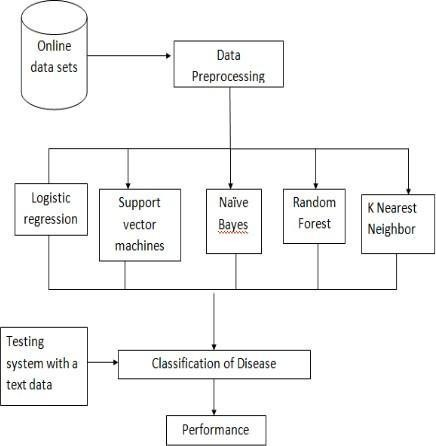 Online
data sets
Data
Preprocessing
Logistic
regression
Support
vector
machines
Naïve
Bayes
Random
Forest
K Nearest
Neighbor
Testing
system with a
text data
Classification of Disease
Performance